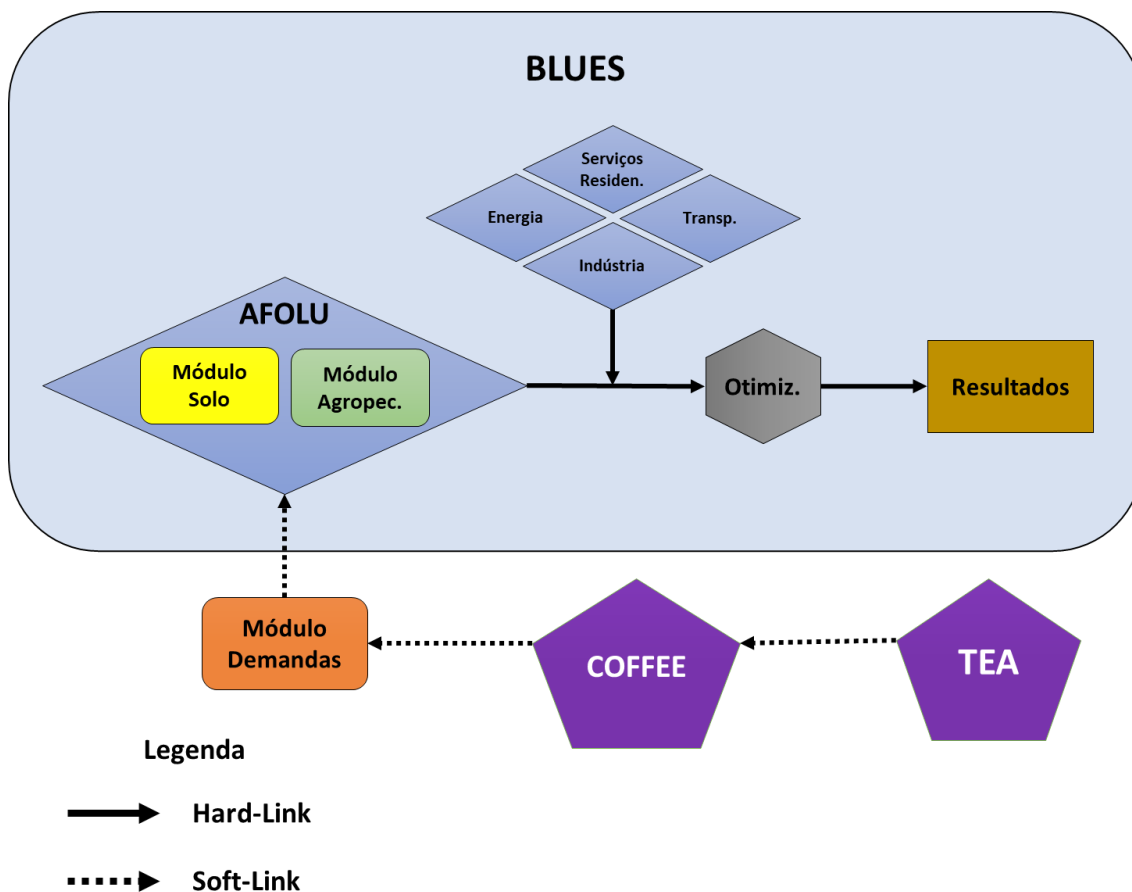 BLUES
Serviços
Residen.
Energia
Transp.
Indústria
AFOLU
Módulo
Solo
Módulo
Agropec.
Otimiz.
Resultados
Módulo
Demandas
COFFEE
TEA
Legenda
Hard-Link
Soft-Link